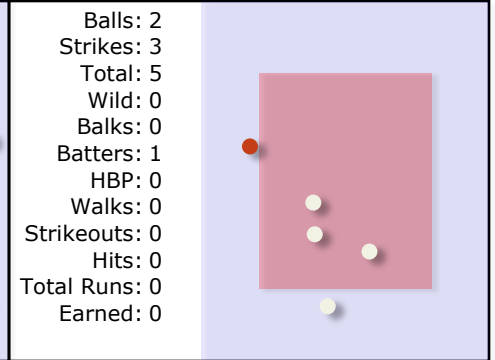 Balls: 2
Strikes: 3
Total: 5
Wild: 0
Balks: 0
Batters: 1
HBP: 0
Walks: 0
Strikeouts: 0
Hits: 0
Total Runs: 0
Earned: 0